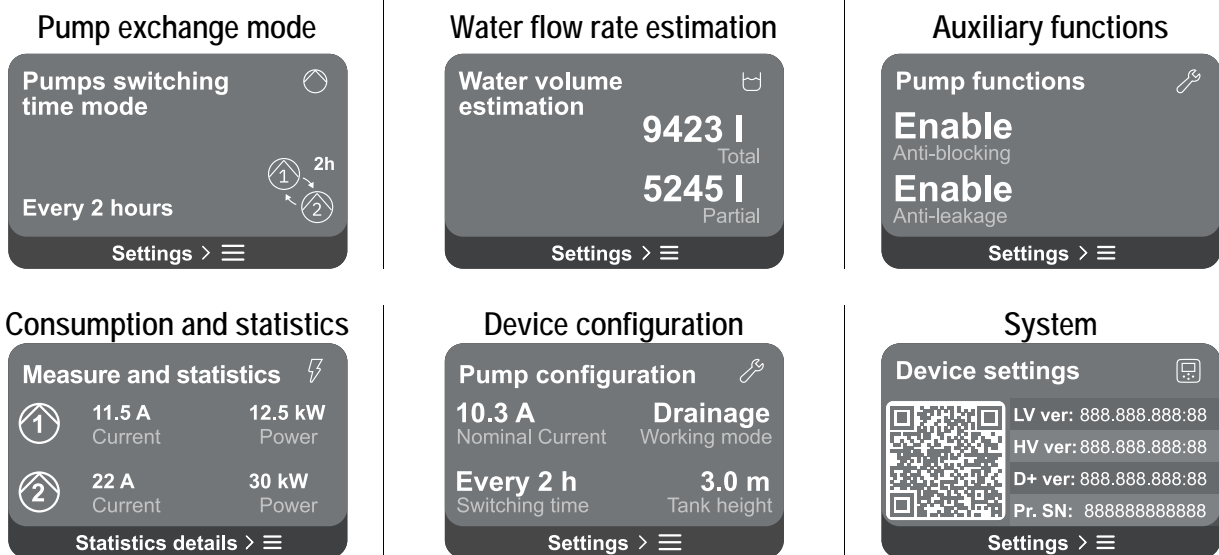 Pump exchange mode
Pumps switching
time mode
2h
1
2
Every 2 hours
Settings >
Water flow rate estimation
Water volume
estimation
9423 l
Total
5245 l
Partial
Settings >
Auxiliary functions
Pump functions
Enable
Anti-blocking
Enable
Anti-leakage
Settings >
Consumption and statistics
Measure and statistics
1
11.5 A 12.5 kW
Current Power
2
22 A 30 kW
Current Power
Statistics details >
Device configuration
Pump configuration
10.3 A Drainage
Nominal Current Working mode
Every 2 h 3.0 m
Switching time Tank height
Settings >
System
Device settings
LV ver: 888.888.888:88
HV ver: 888.888.888:88
D+ ver: 888.888.888:88
Pr. SN: 888888888888
Settings >